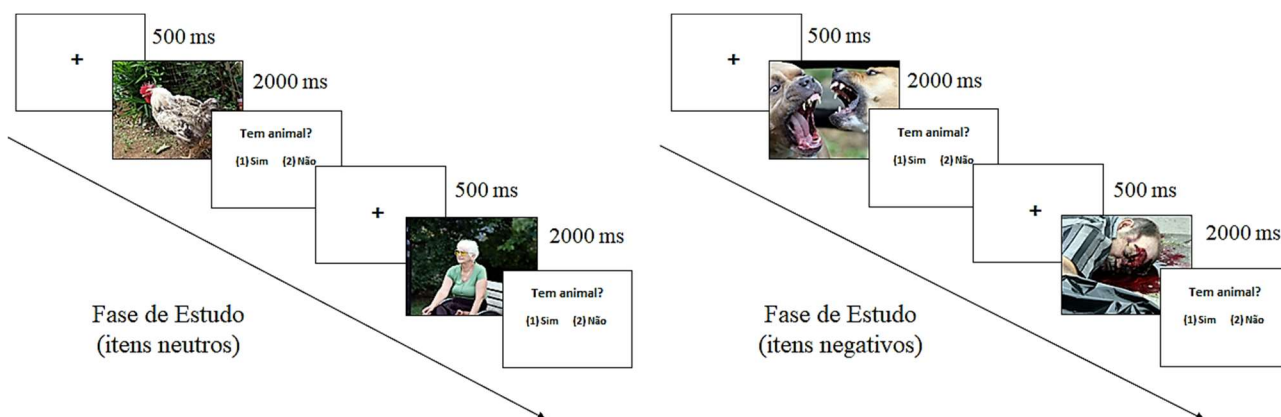 +
500 ms
2000 ms
Tem animal?
(1) Sim (2) Não
+
500 ms
2000 ms
Tem animal?
(1) Sim (2) Não
Fase de Estudo
(itens neutros)
+
500 ms
2000 ms
Tem animal?
(1) Sim (2) Não
+
500 ms
2000 ms
Tem animal?
(1) Sim (2) Não
Fase de Estudo
(itens negativos)